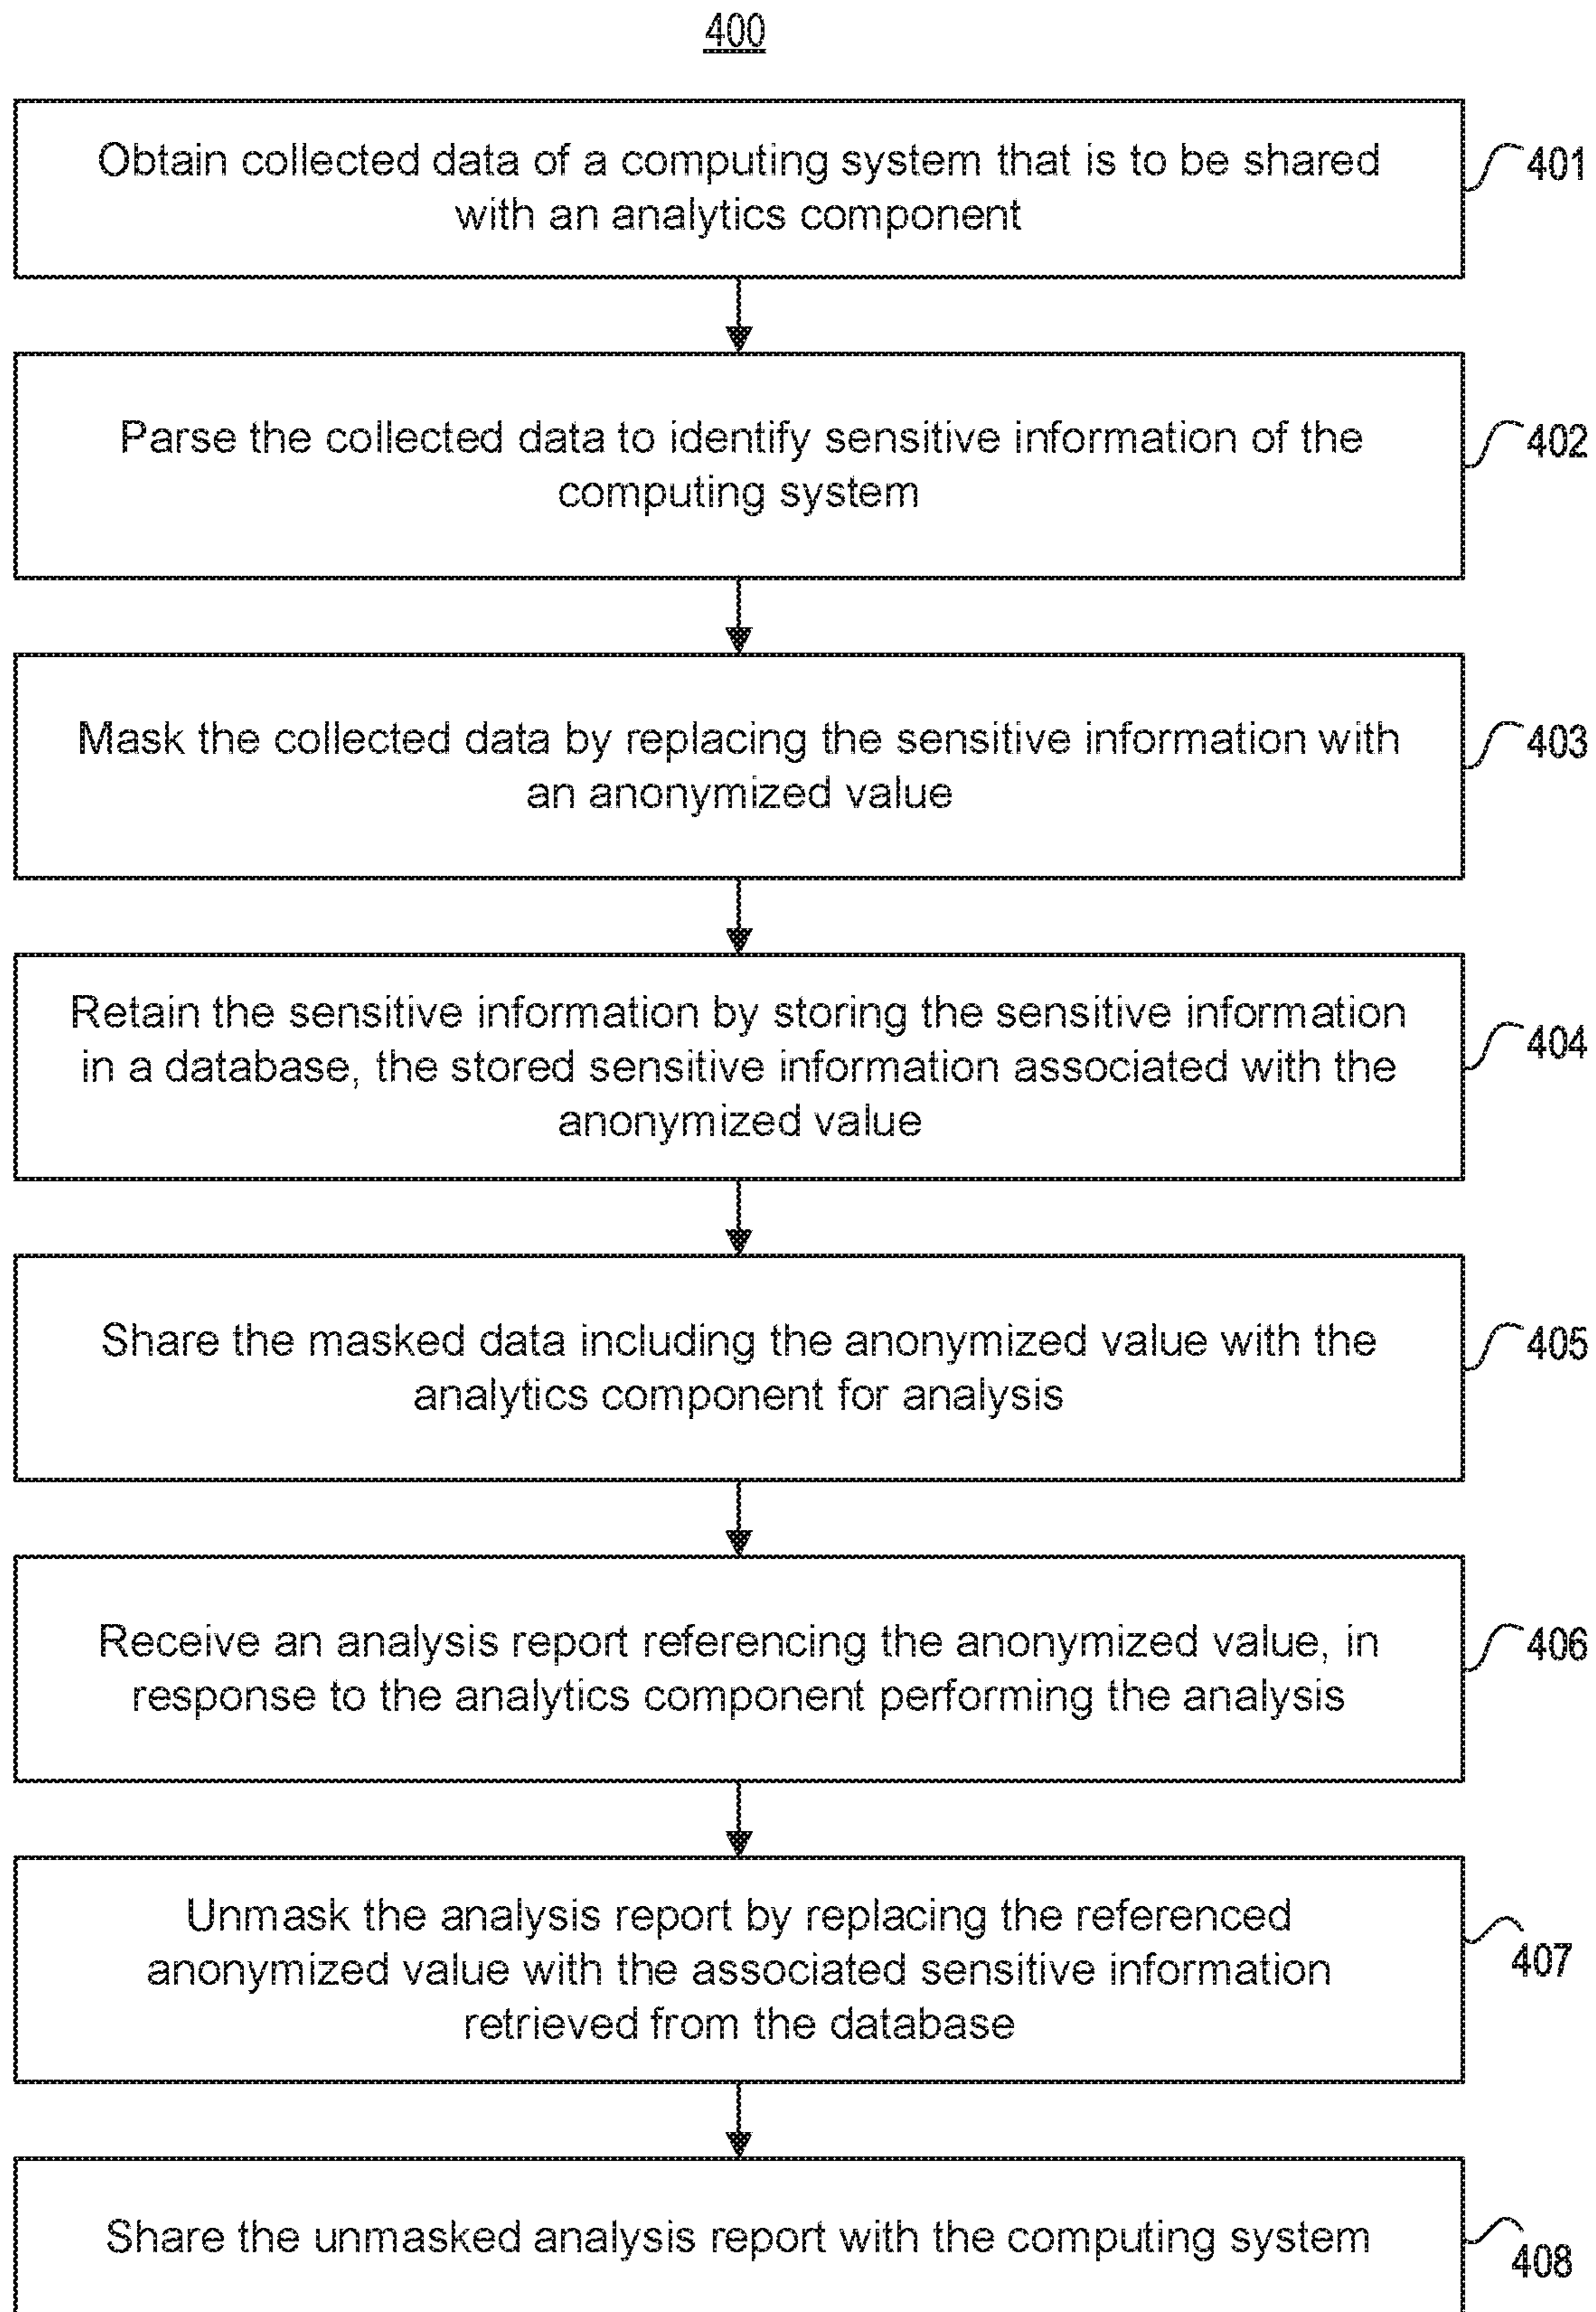 400
Obtain collected data of a computing system that is to be shared
with an analytics component
401
Parse the collected data to identify sensitive information of the
computing system
402
Mask the collected data by replacing the sensitive information with
an anonymized value
403
Retain the sensitive information by storing the sensitive information
in a database, the stored sensitive information associated with the
anonymized value
404
Share the masked data including the anonymized value with the
analytics component for analysis
405
Receive an analysis report referencing the anonymized value, in
response to the analytics component performing the analysis
406
Unmask the analysis report by replacing the referenced
anonymized value with the associated sensitive information
retrieved from the database
407
Share the unmasked analysis report with the computing system
408